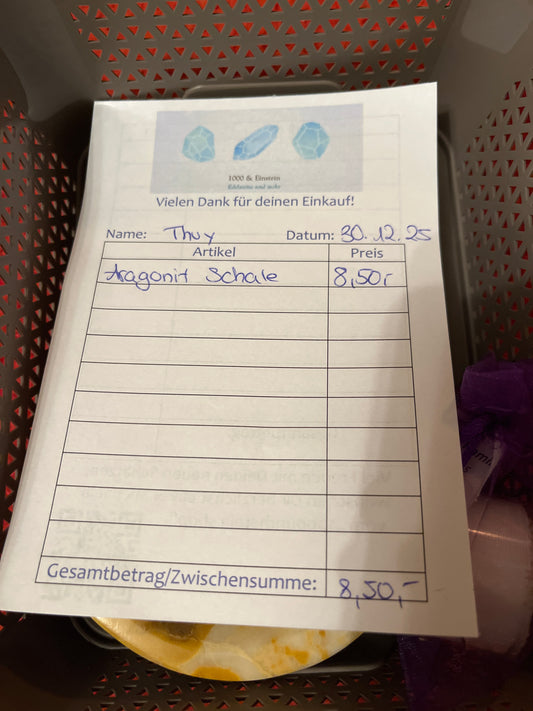 1000 & Einstein
Edelsteine und mehr
Vielen Dank für deinen Einkauf!
Name: Thuy Datum: 30.12.25
Artikel Preis
Aragonit Schale 8,50,-
Gesamtbetrag/Zwischensumme: 8,50,-